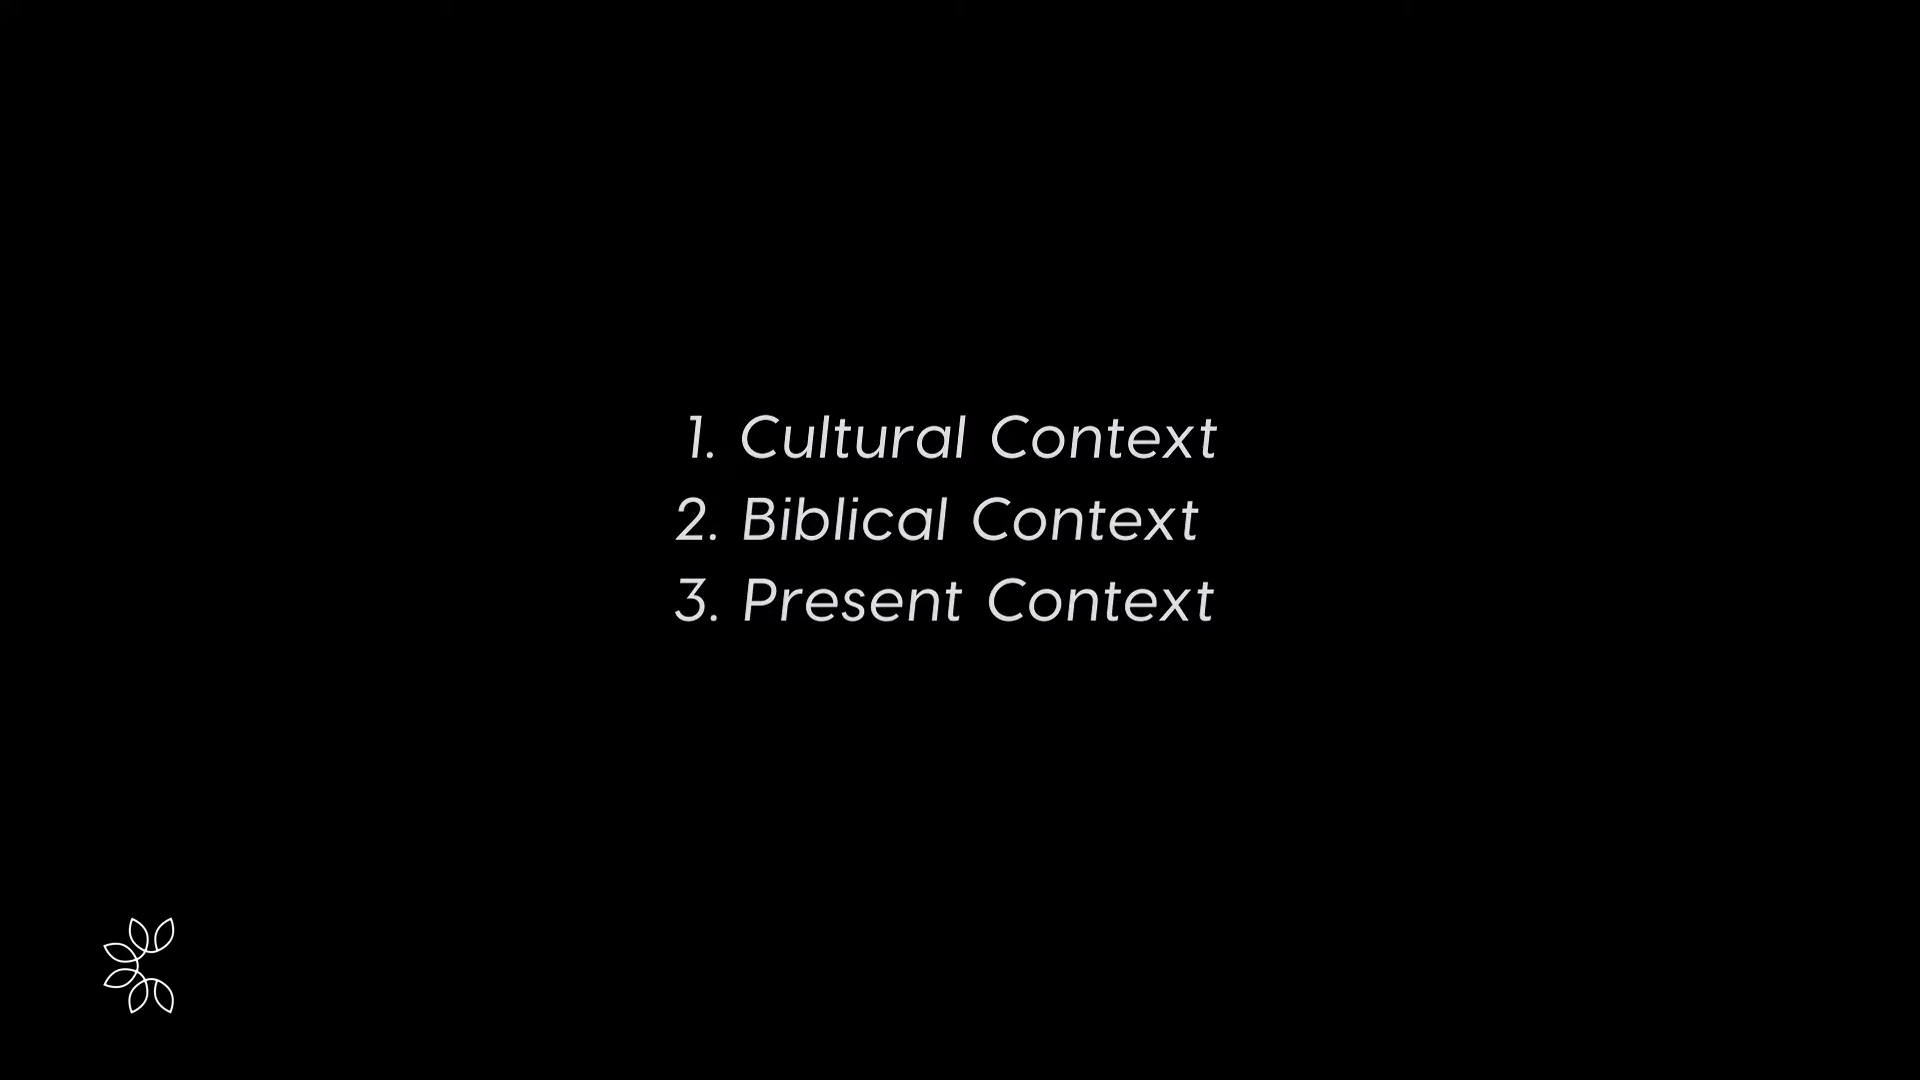 1. Cultural Context
2. Biblical Context
3. Present Context